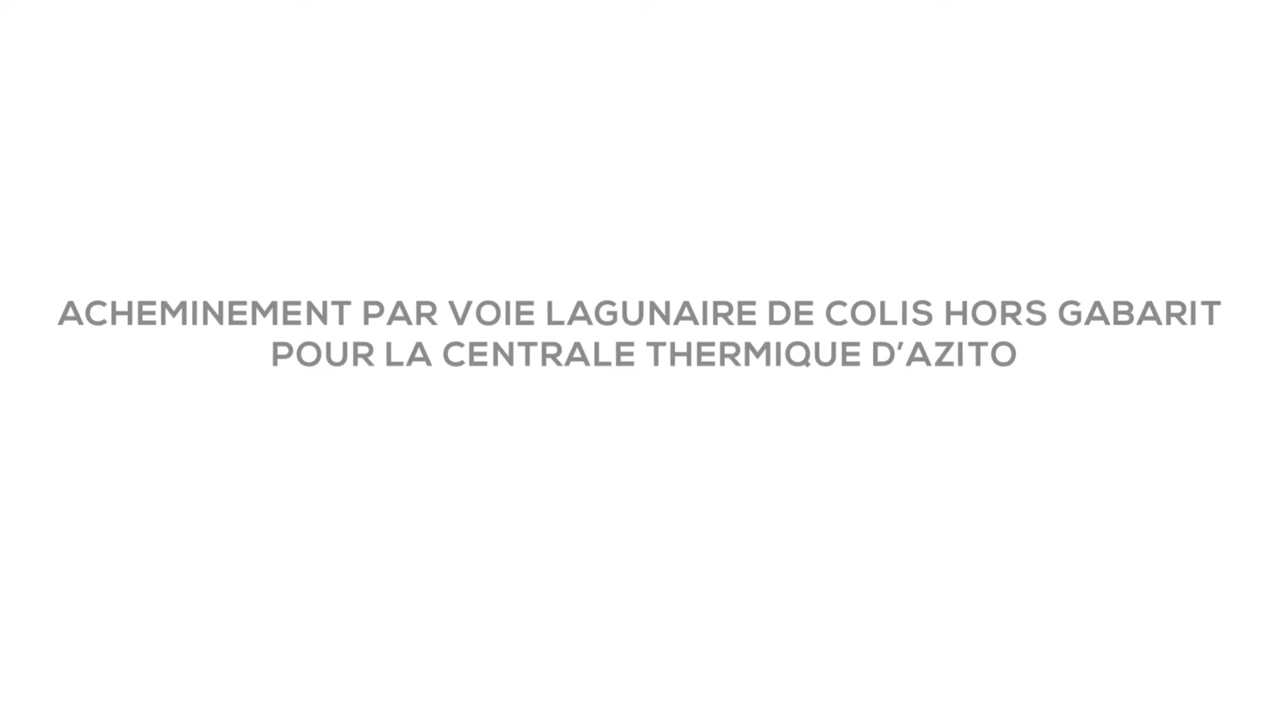 ACHEMINEMENT PAR VOIE LAGUNAIRE DE COLIS HORS GABARIT
POUR LA CENTRALE THERMIQUE D’AZITO